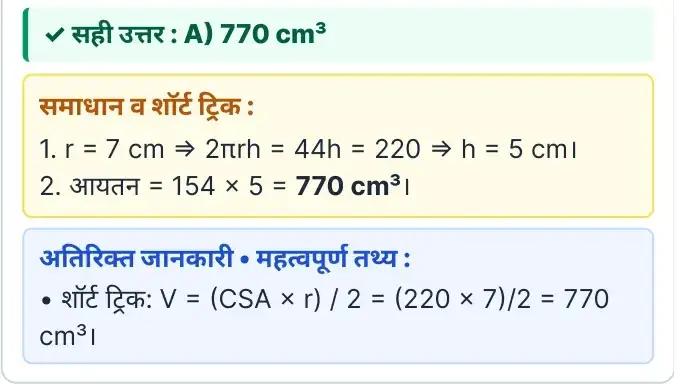 ✓ सही उत्तर : A) 770 cm³
समाधान व शॉर्ट ट्रिक :
1. r = 7 cm ⇒ 2πrh = 44h = 220 ⇒ h = 5 cm।
2. आयतन = 154 × 5 = 770 cm³।
अतिरिक्त जानकारी • महत्वपूर्ण तथ्य :
• शॉर्ट ट्रिक: V = (CSA × r) / 2 = (220 × 7)/2 = 770
cm³।